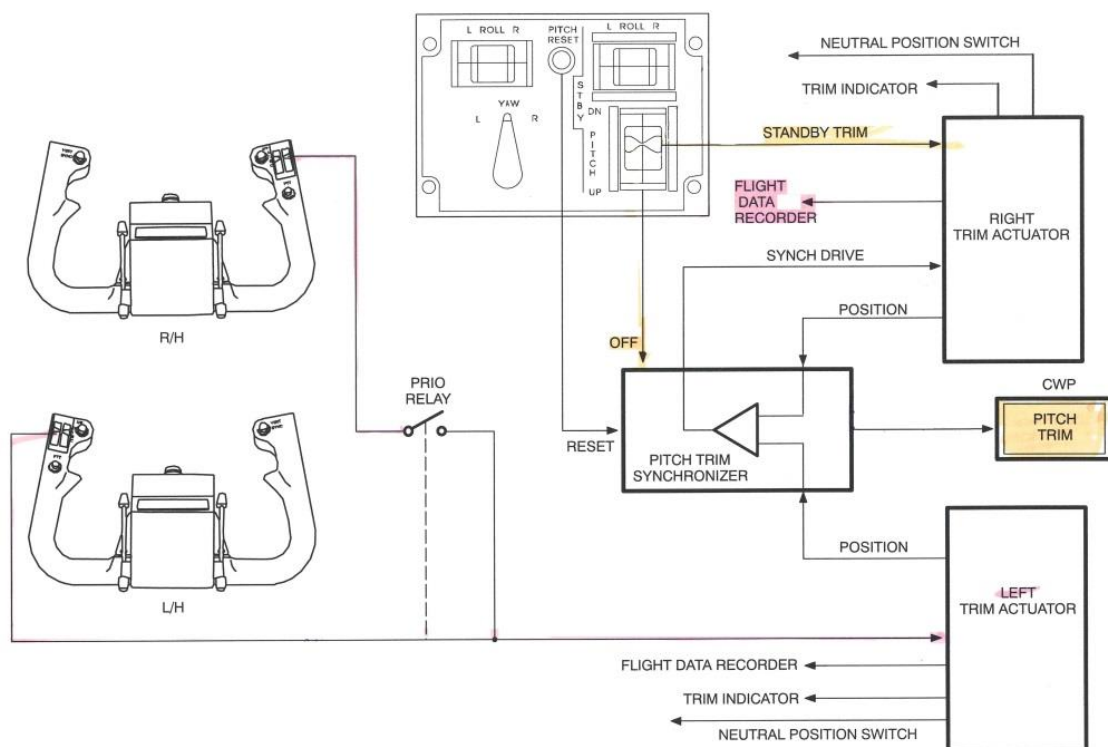 L ROLL R
PITCH
RESET
L ROLL R
STBY
YAW
L
R
DN
PITCH
UP
NEUTRAL POSITION SWITCH
TRIM INDICATOR
STANDBY TRIM
FLIGHT
DATA
RECORDER
RIGHT
TRIM ACTUATOR
SYNCH DRIVE
POSITION
R/H
OFF
PRIO
RELAY
RESET
PITCH TRIM
SYNCHRONIZER
CWP
PITCH
TRIM
L/H
POSITION
LEFT
TRIM ACTUATOR
FLIGHT DATA RECORDER
TRIM INDICATOR
NEUTRAL POSITION SWITCH